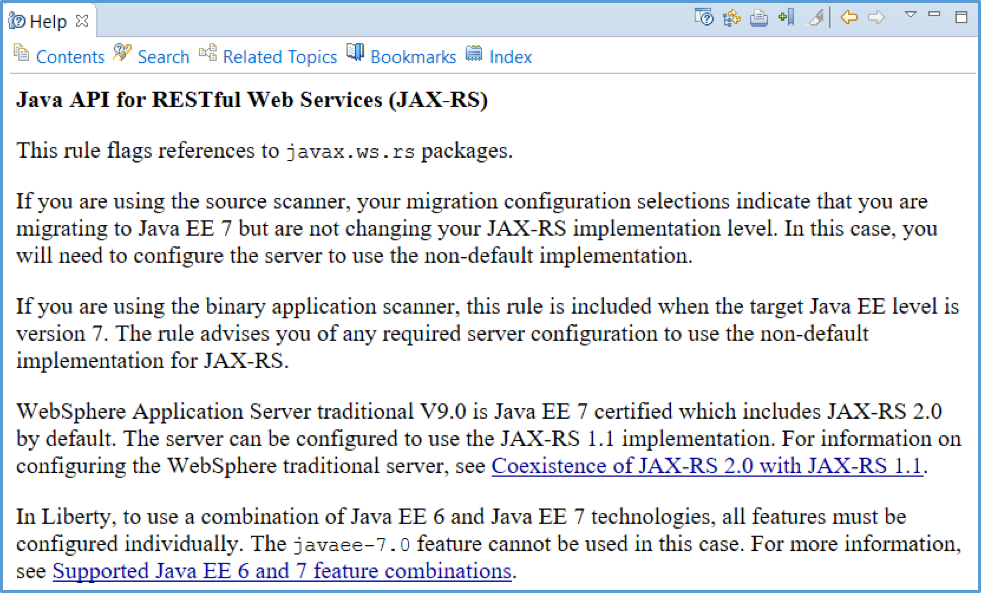 Help
Contents Search Related Topics Bookmarks Index
Java API for RESTful Web Services (JAX-RS)
This rule flags references to javax.ws.rs packages.
If you are using the source scanner, your migration configuration selections indicate that you are
migrating to Java EE 7 but are not changing your JAX-RS implementation level. In this case, you
will need to configure the server to use the non-default implementation.
If you are using the binary application scanner, this rule is included when the target Java EE level is
version 7. The rule advises you of any required server configuration to use the non-default
implementation for JAX-RS.
WebSphere Application Server traditional V9.0 is Java EE 7 certified which includes JAX-RS 2.0
by default. The server can be configured to use the JAX-RS 1.1 implementation. For information on
configuring the WebSphere traditional server, see Coexistence of JAX-RS 2.0 with JAX-RS 1.1.
In Liberty, to use a combination of Java EE 6 and Java EE 7 technologies, all features must be
configured individually. The javaee-7.0 feature cannot be used in this case. For more information,
see Supported Java EE 6 and 7 feature combinations.